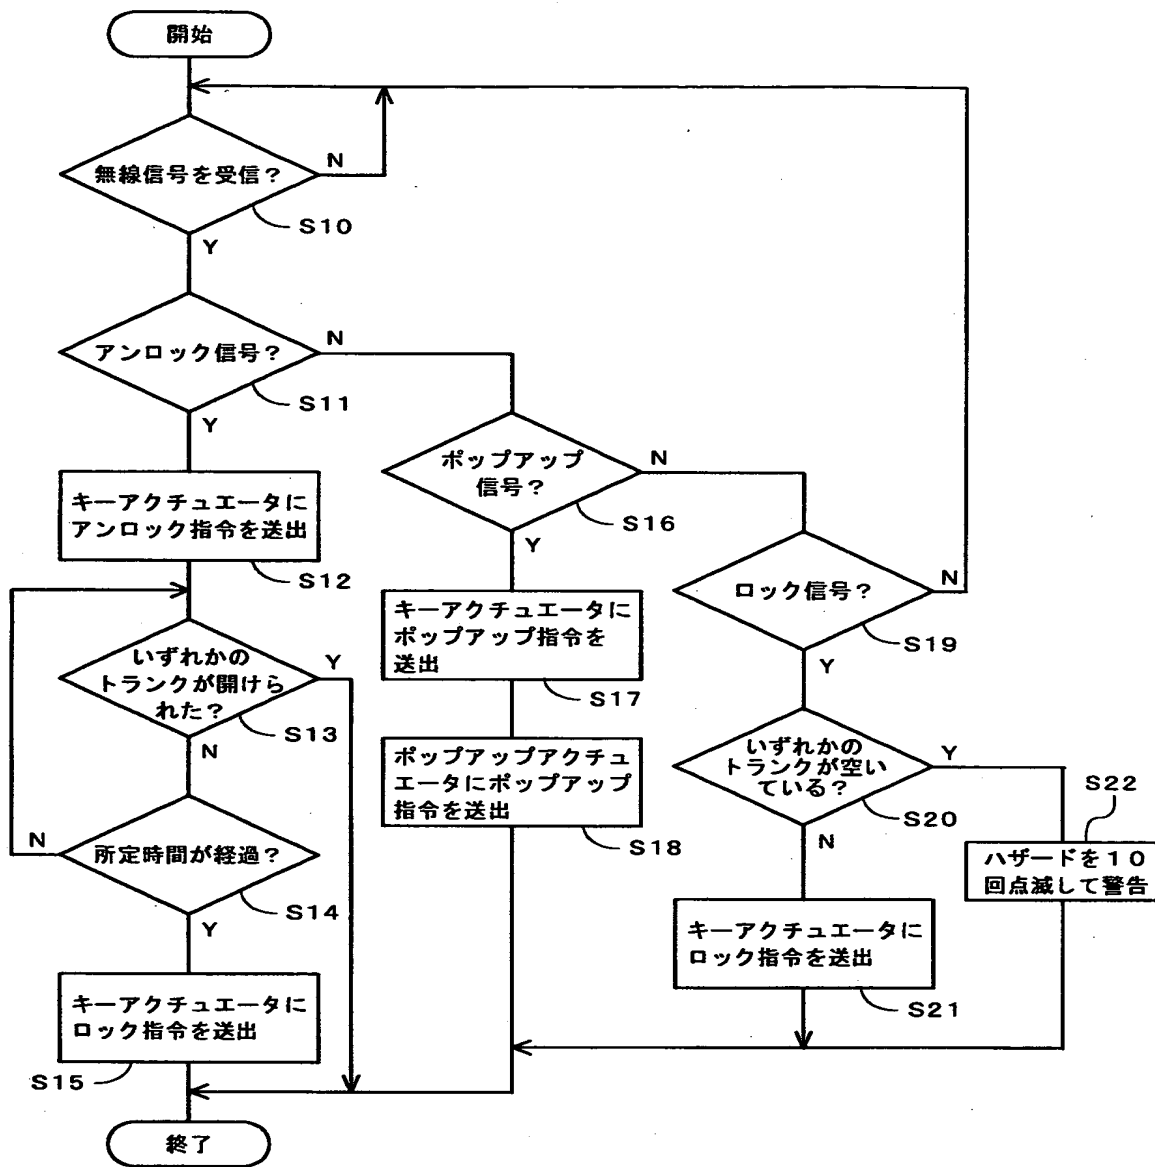 開始
無線信号を受信?
N
S10
Y
アンロック信号?
N
S11
Y
キーアクチュエータに
アンロック指令を送出
S12
いずれかの
トランクが開けら
れた?
Y
S13
N
所定時間が経過?
N
S14
Y
キーアクチュエータに
ロック指令を送出
S15
終了
ポップアップ
信号?
N
S16
Y
キーアクチュエータに
ポップアップ指令を
送出
S17
ポップアップアクチュ
エータにポップアップ
指令を送出
S18
ロック信号?
N
S19
Y
いずれかの
トランクが空い
ている?
Y
S20
N
キーアクチュエータに
ロック指令を送出
S21
S22
ハザードを10
回点滅して警告